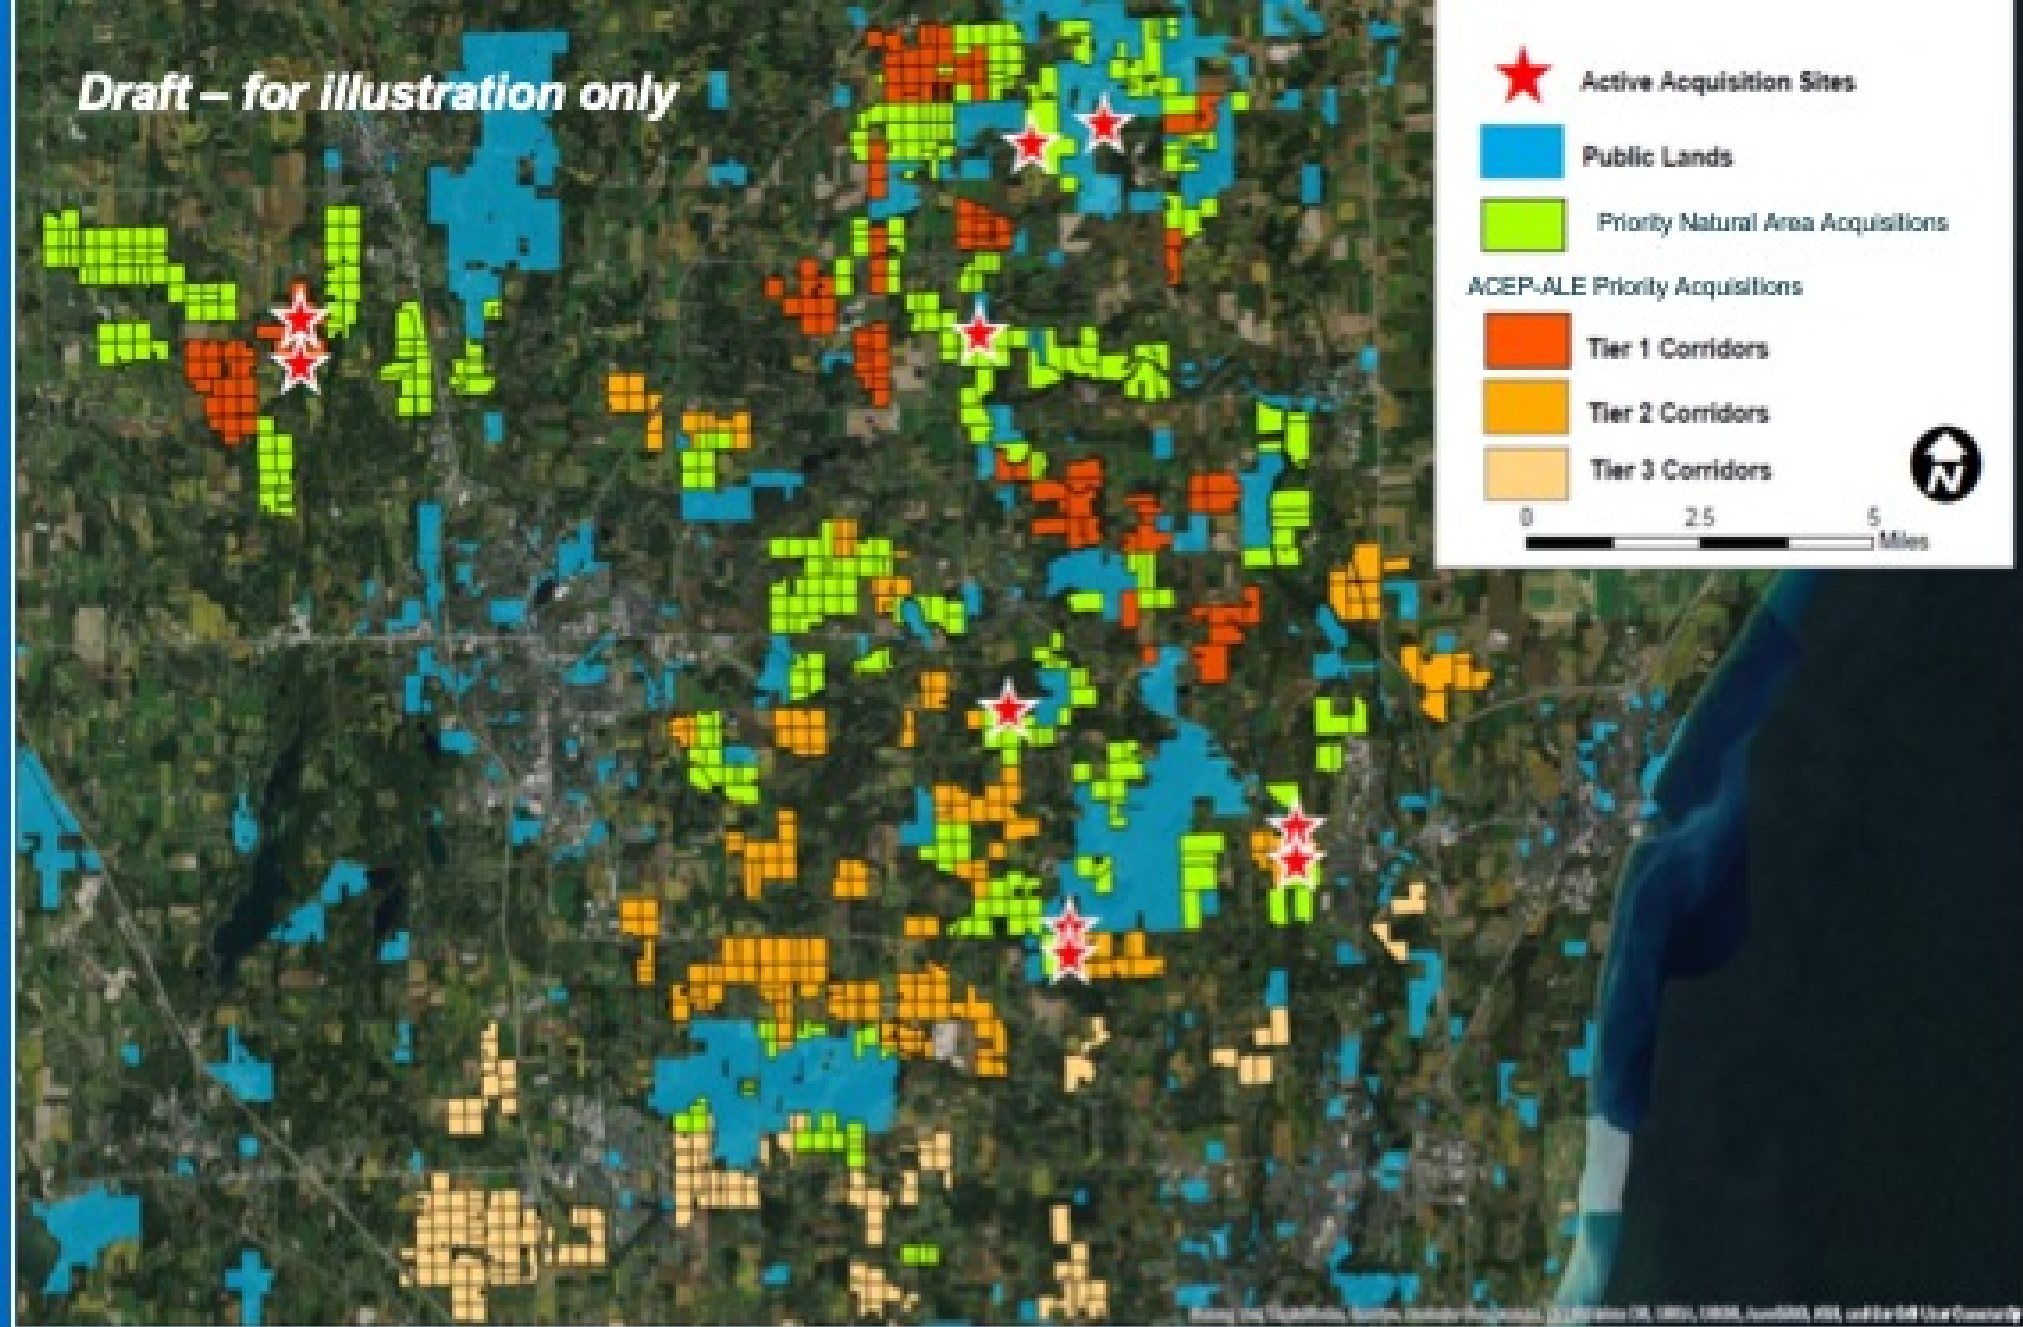 Draft – for illustration only
Active Acquisition Sites
Public Lands
Priority Natural Area Acquisitions
ACEP-ALE Priority Acquisitions
Tier 1 Corridors
Tier 2 Corridors
Tier 3 Corridors
N
0 2.5 5
Miles